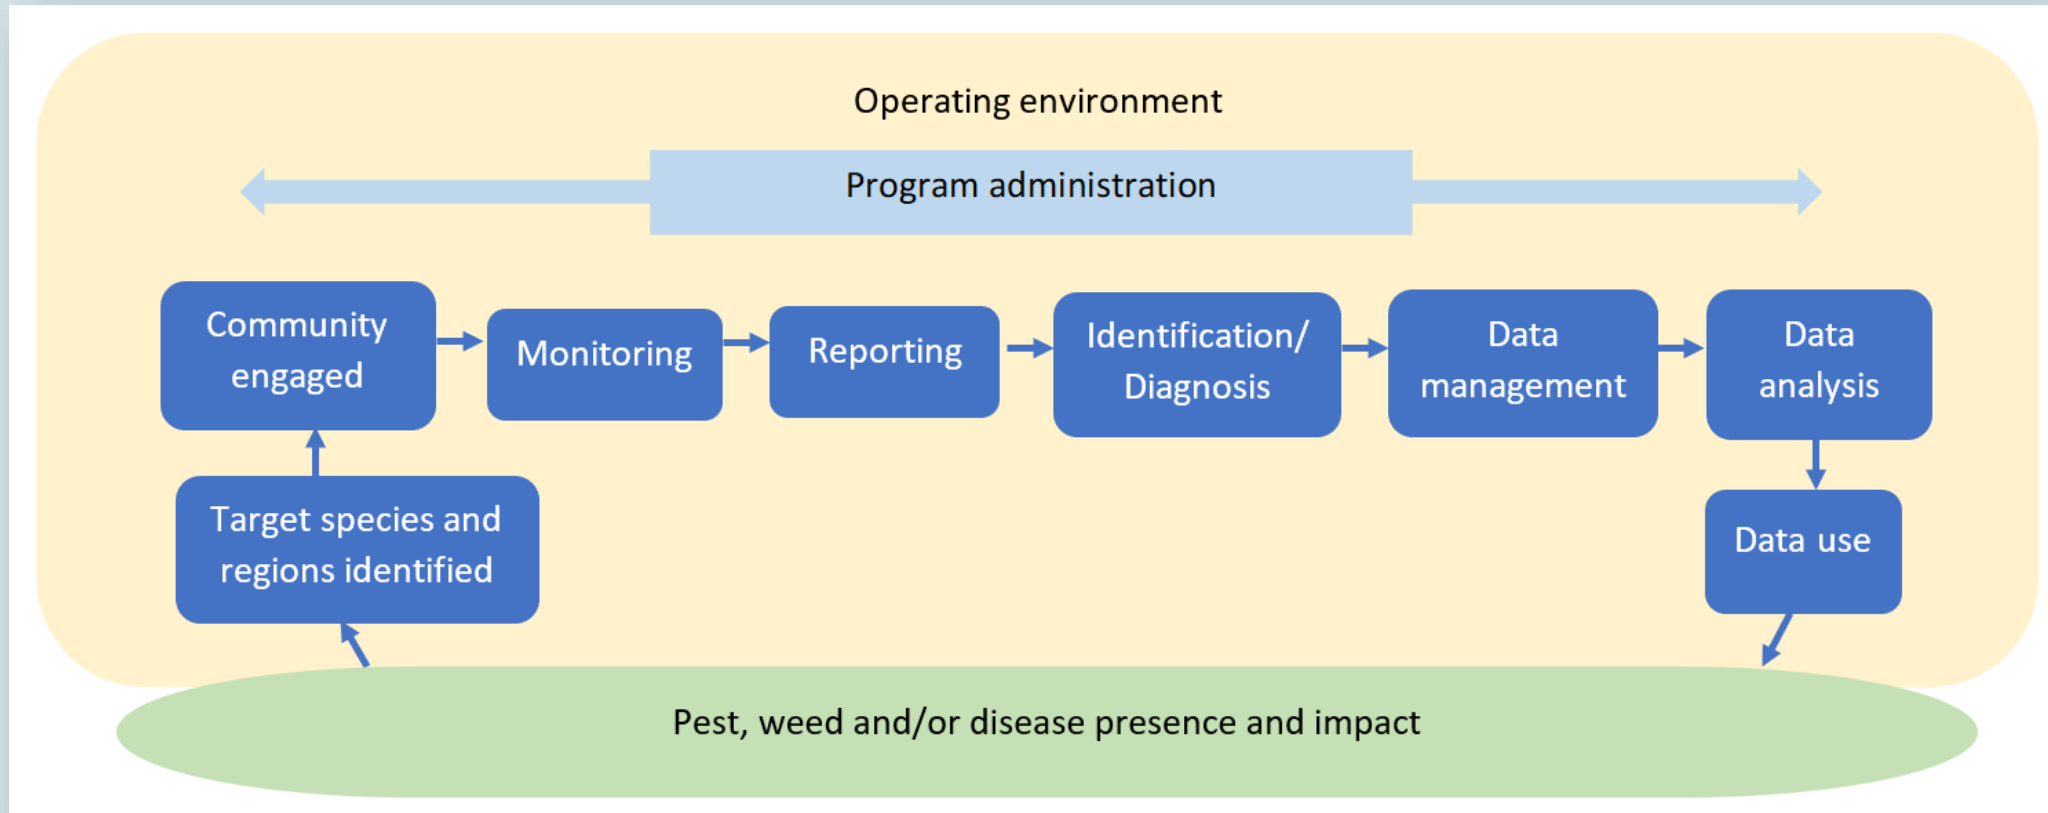 Operating environment
Program administration
Community
engaged
Monitoring
Reporting
Identification/
Diagnosis
Data
management
Data
analysis
Target species and
regions identified
Data use
Pest, weed and/or disease presence and impact